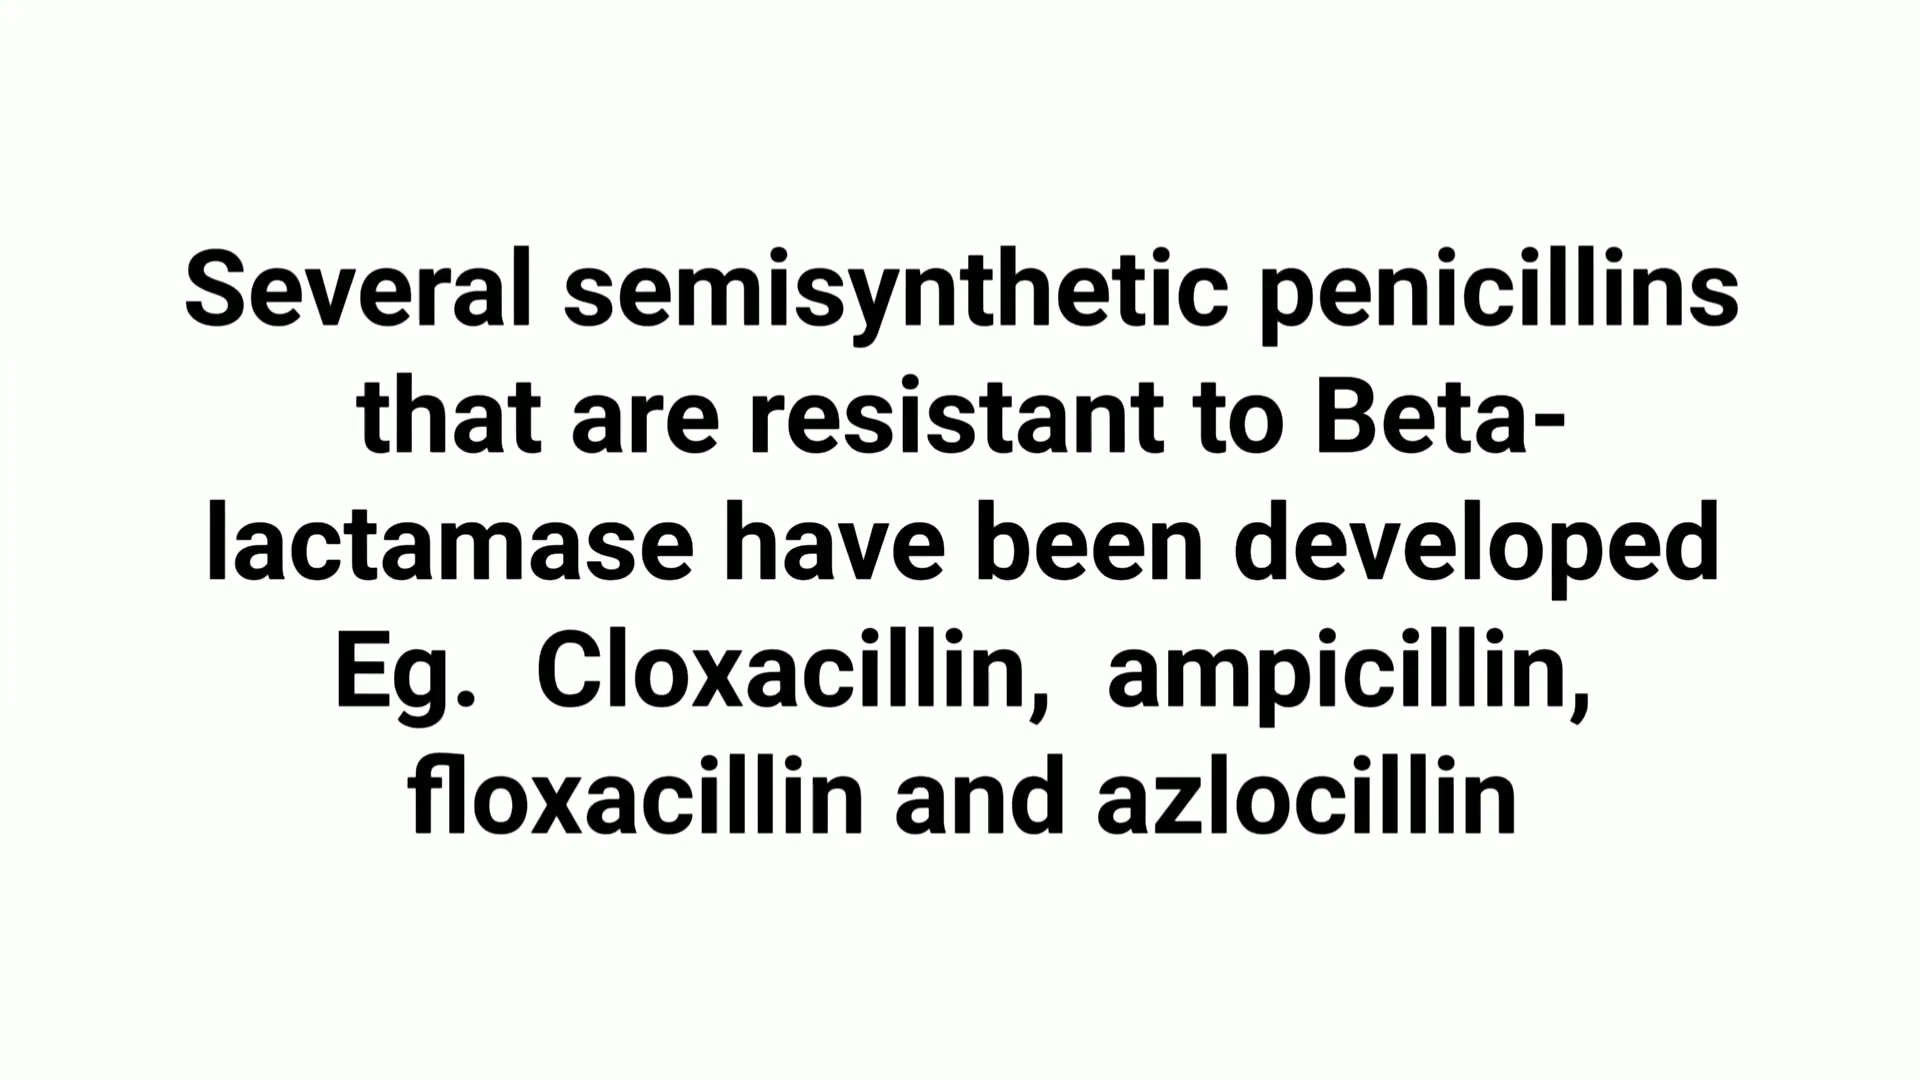 Several semisynthetic penicillins
that are resistant to Beta-
lactamase have been developed
Eg.  Cloxacillin,  ampicillin,
floxacillin and azlocillin